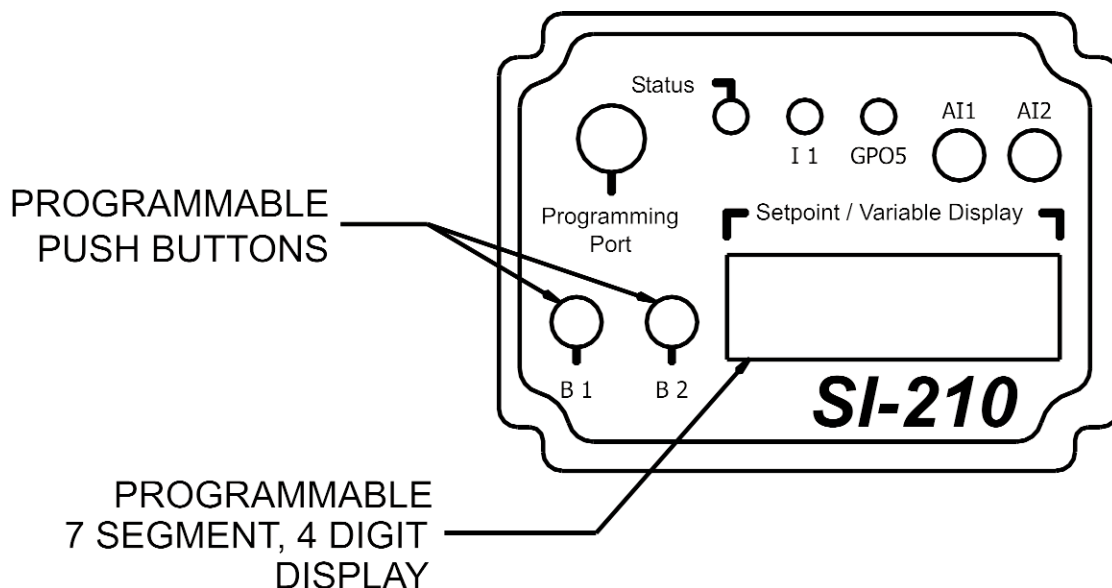 Status
I 1
GPO5
AI1
AI2
Programming
Port
Setpoint / Variable Display
PROGRAMMABLE
PUSH BUTTONS
B 1
B 2
SI-210
PROGRAMMABLE
7 SEGMENT, 4 DIGIT
DISPLAY